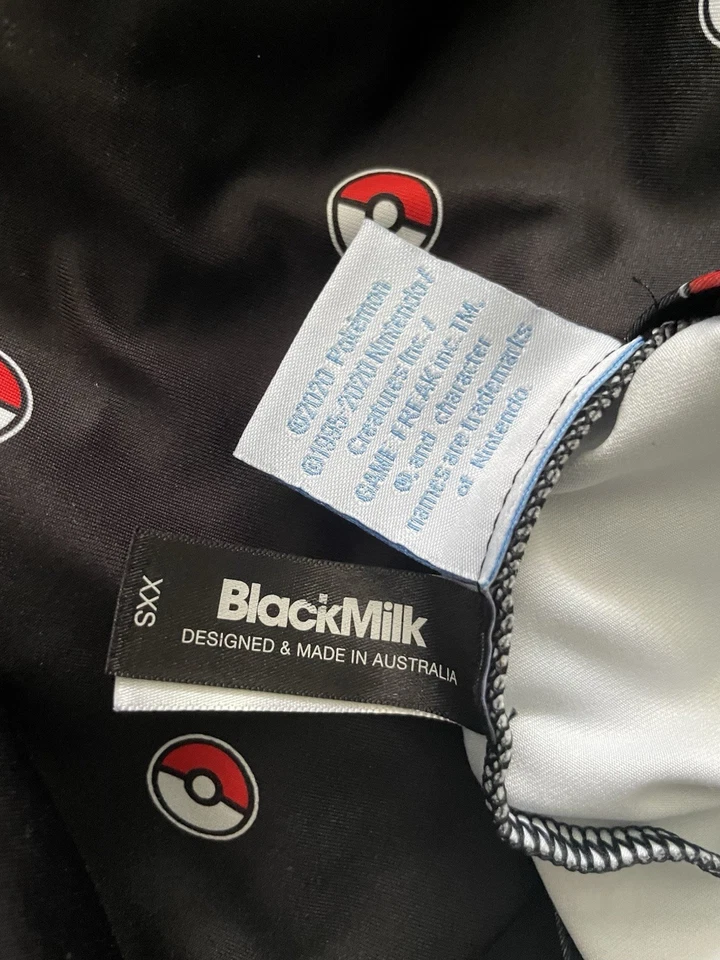 ©2020 Pokémon
©1995-2020 Nintendo/
Creatures Inc./
GAME FREAK inc. TM,
®, and character
names are trademarks
of Nintendo.
XXS
BlackMilk
DESIGNED & MADE IN AUSTRALIA